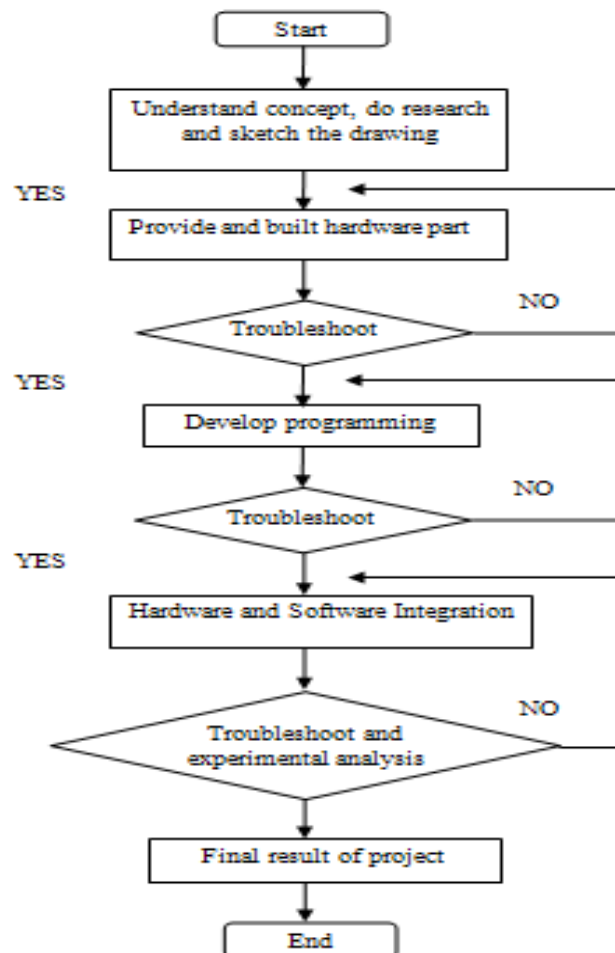 Start
Understand concept, do research
and sketch the drawing
YES
Provide and built hardware part
NO
Troubleshoot
YES
Develop programming
NO
Troubleshoot
YES
Hardware and Software Integration
NO
Troubleshoot and
experimental analysis
Final result of project
End